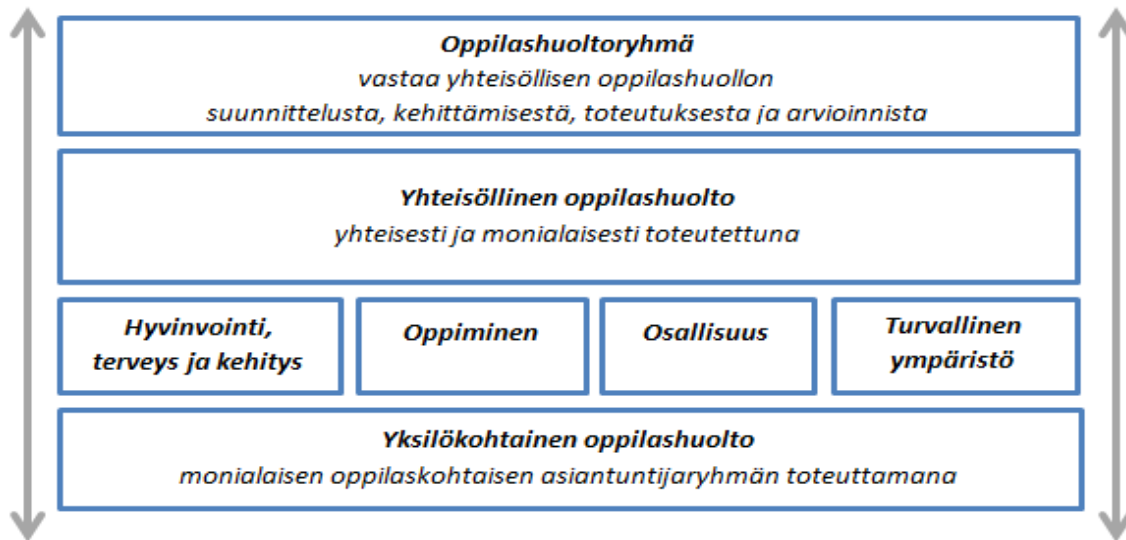 Oppilashuoltoryhmä
vastaa yhteisöllisen oppilashuollon
suunnittelusta, kehittämisestä, toteutuksesta ja arvioinnista
Yhteisöllinen oppilashuolto
yhteisesti ja monialaisesti toteutettuna
Hyvinvointi,
terveys ja kehitys
Oppiminen
Osallisuus
Turvallinen
ympäristö
Yksilökohtainen oppilashuolto
monialaisen oppilaskohtaisen asiantuntijaryhmän toteuttamana